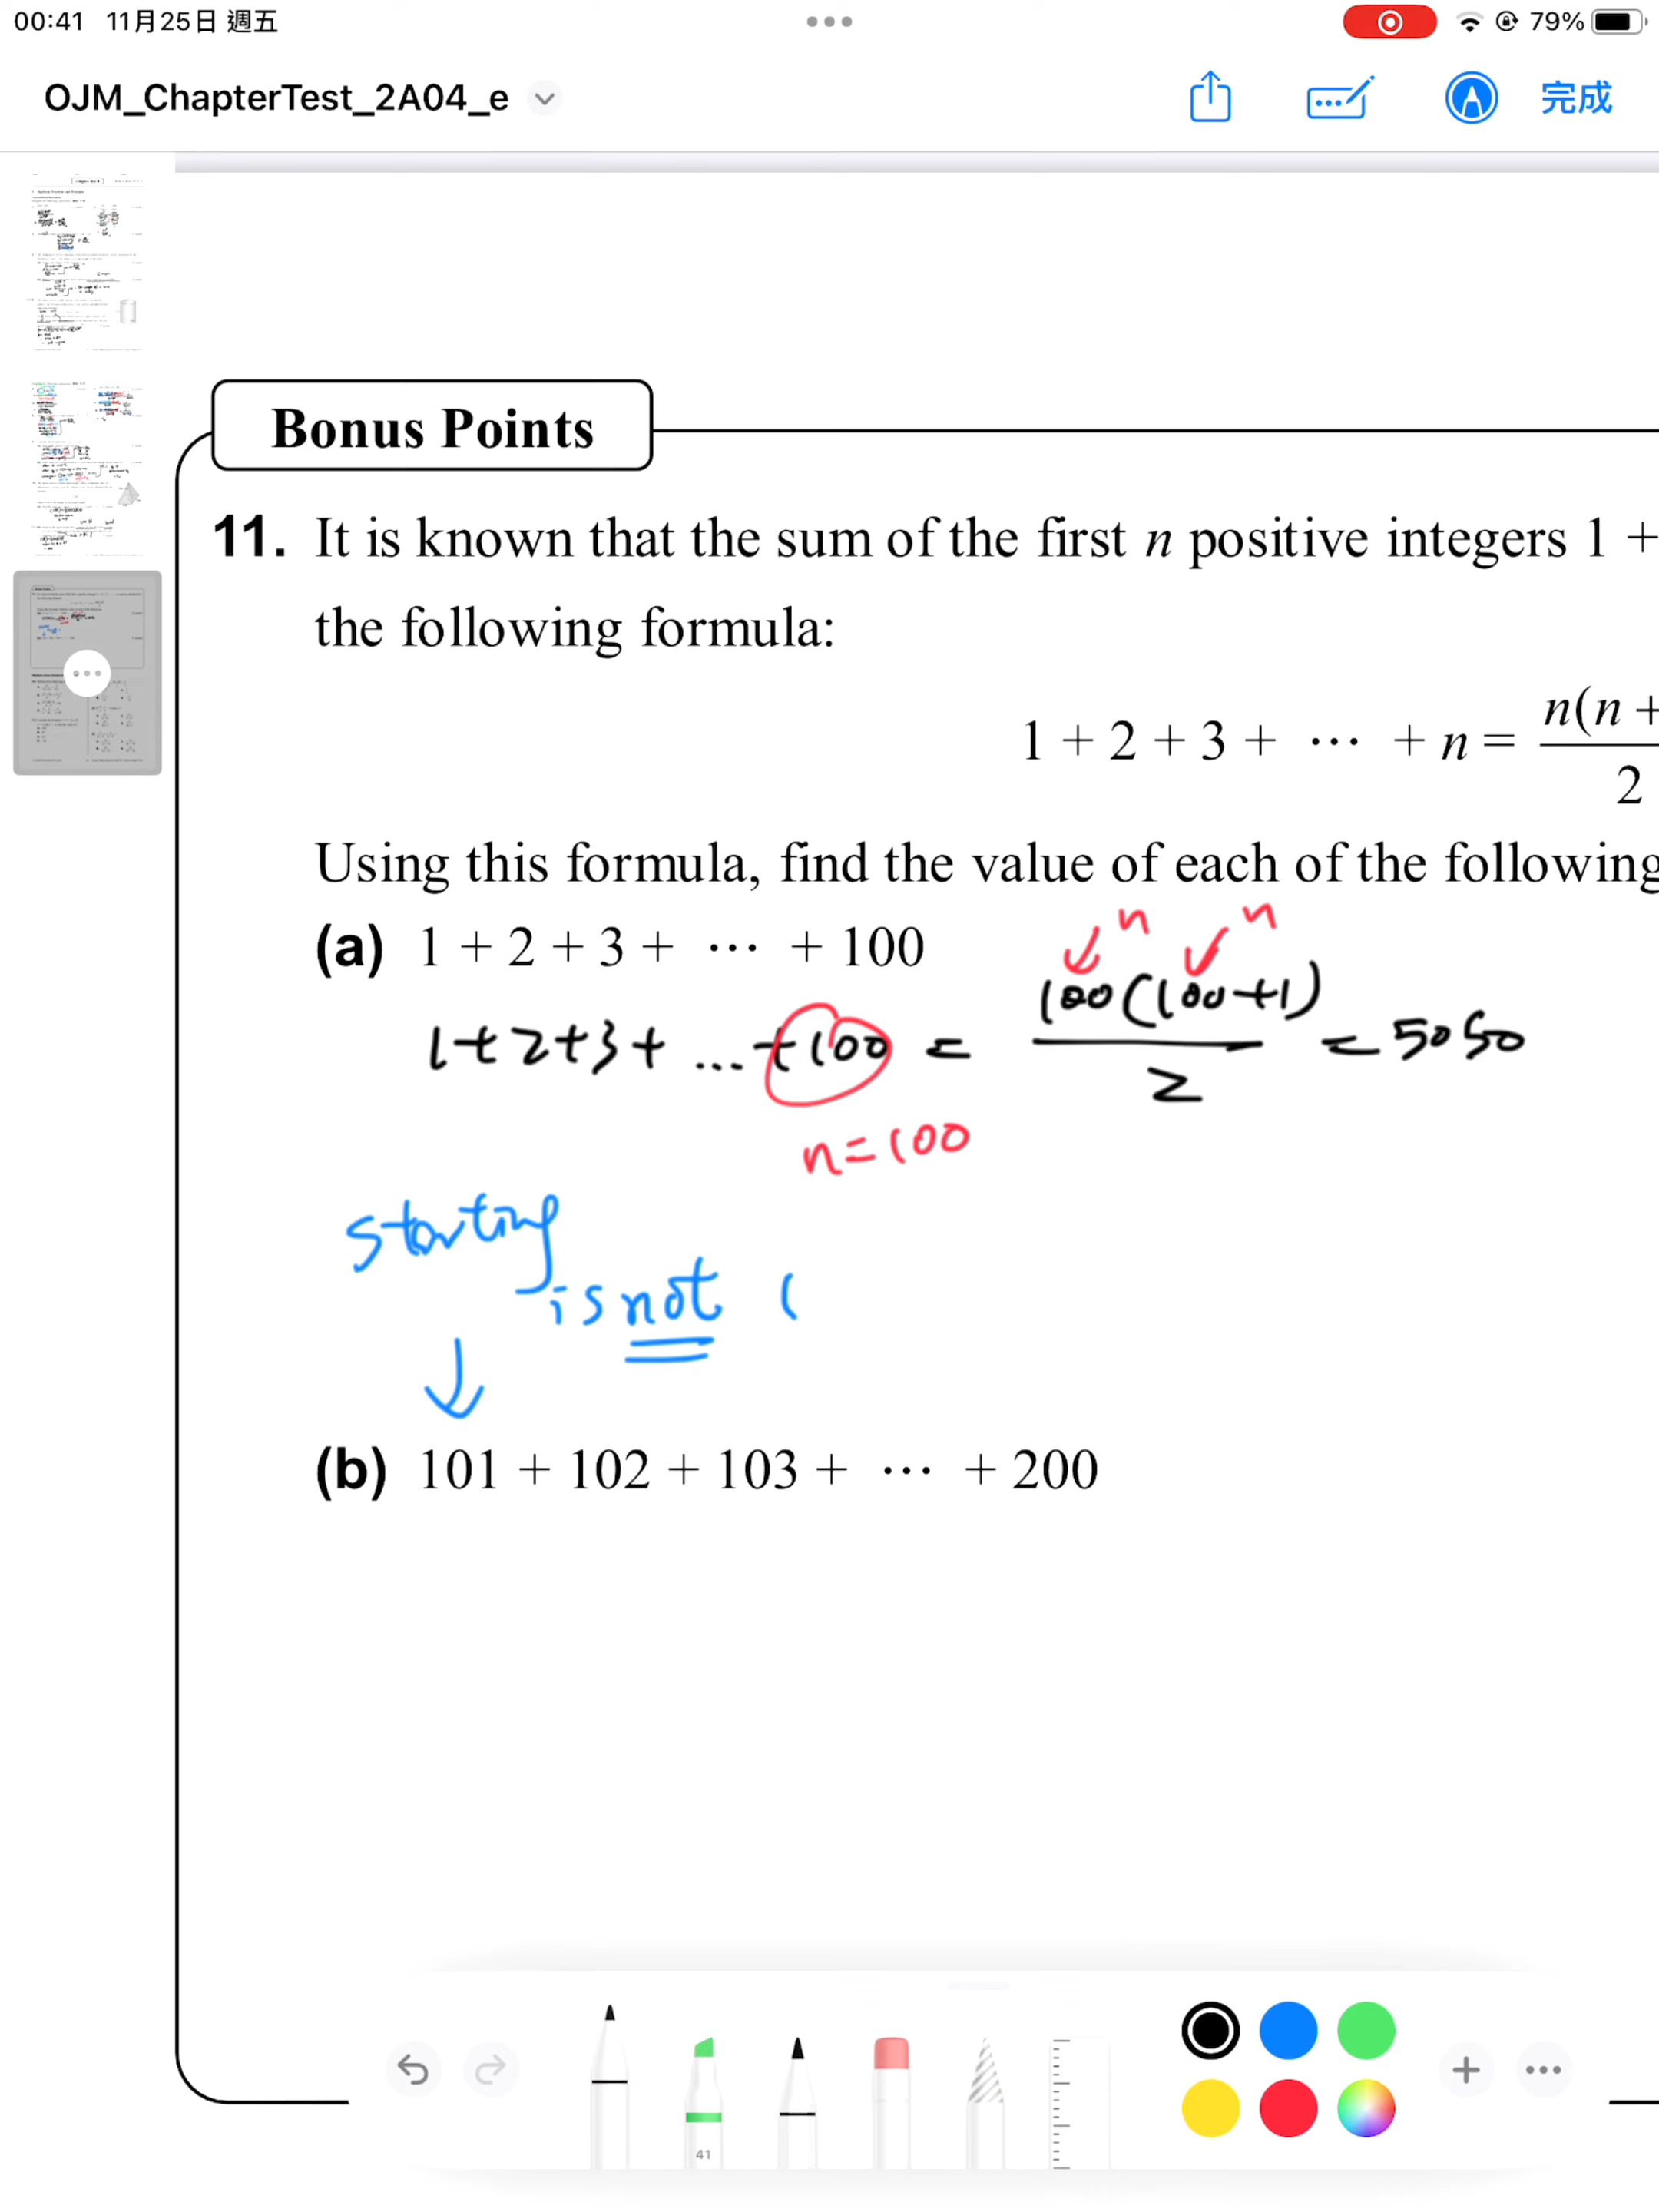 00:41 11月25日 週五
79%
OJM_ChapterTest_2A04_e
完成
Bonus Points
11. It is known that the sum of the first n positive integers 1 +
the following formula:
1 + 2 + 3 + ... + n = n(n + / 2
Using this formula, find the value of each of the following
(a) 1 + 2 + 3 + ... + 100
n n
1+2+3+ ... +100 = 100(100+1) / 2 = 5050
n=100
starting
is not 1
(b) 101 + 102 + 103 + ... + 200
41